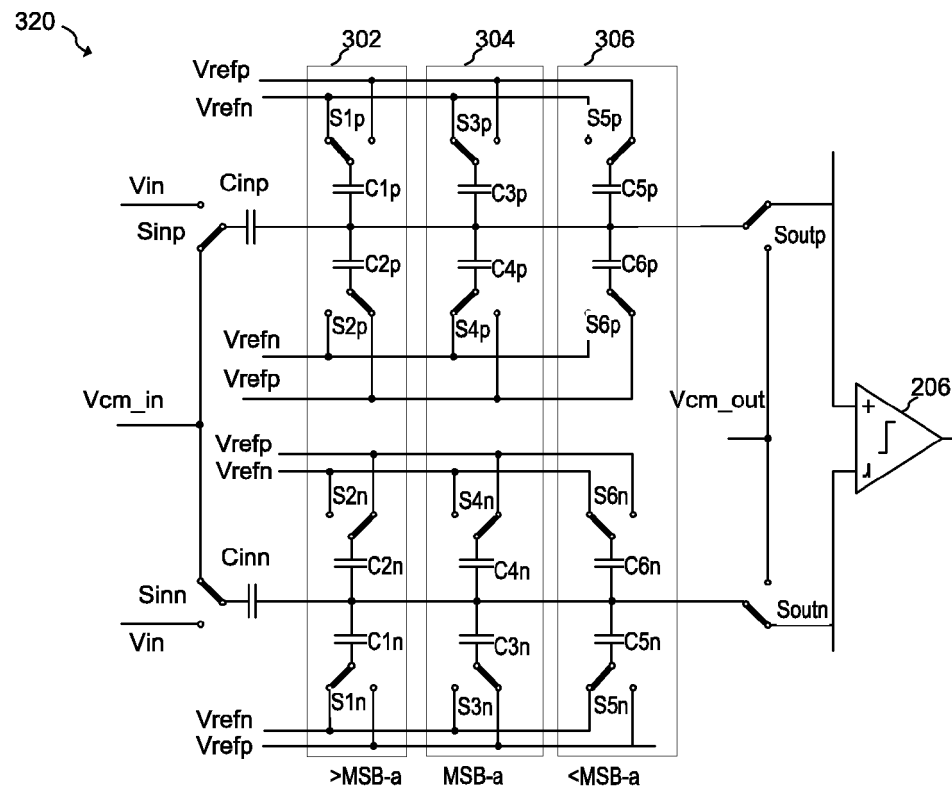 320
302 304 306
Vrefp
Vrefn
S1p S3p S5p
C1p C3p C5p
Vin Cinp
Sinp Soutp
C2p C4p C6p
S2p S4p S6p
Vrefn
Vrefp
Vcm_in Vcm_out 206
+
Vrefp
Vrefn
S2n S4n S6n
C2n C4n C6n
Cinn
Sinn Soutn
Vin
C1n C3n C5n
S1n S3n S5n
Vrefn
Vrefp
>MSB-a MSB-a <MSB-a